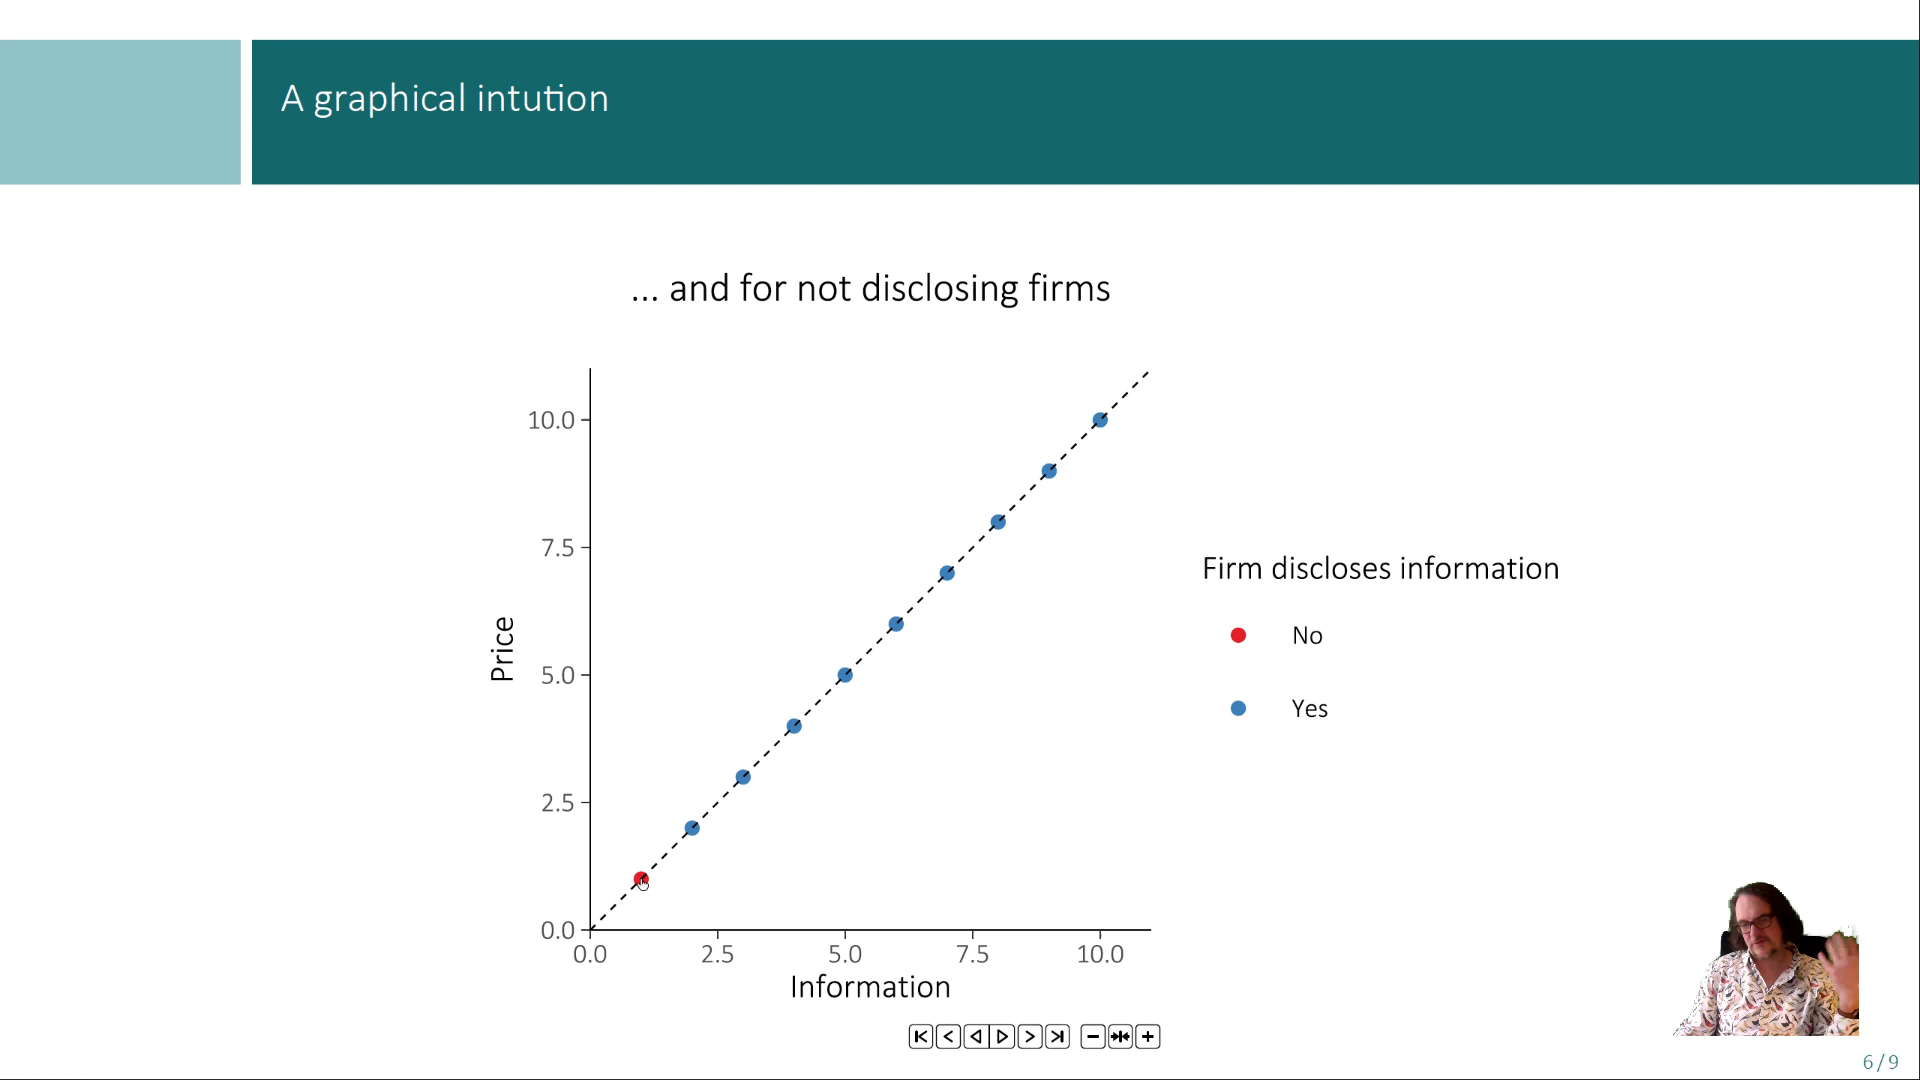 A graphical intution
... and for not disclosing firms
10.0
7.5
5.0
2.5
0.0
Price
0.0 2.5 5.0 7.5 10.0
Information
Firm discloses information
No
Yes
6/9